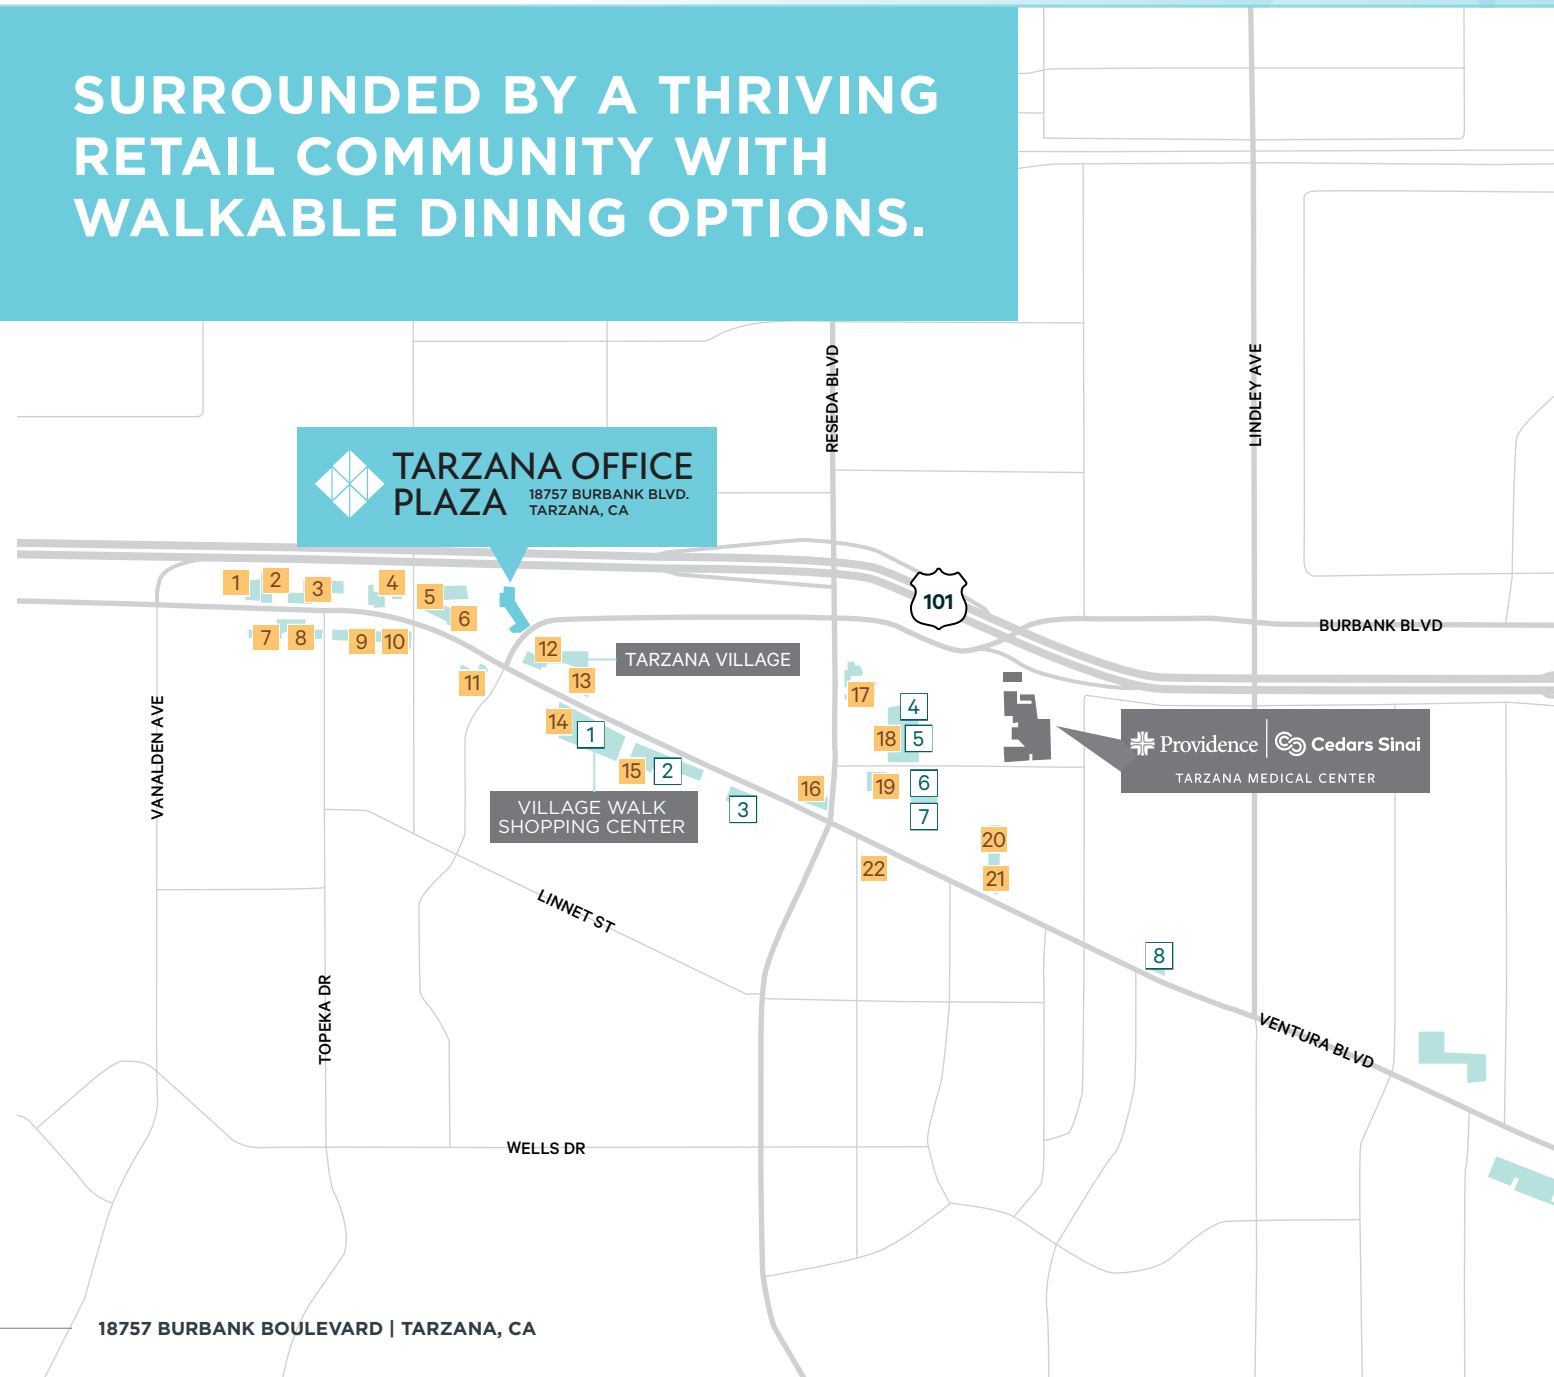 SURROUNDED BY A THRIVING
RETAIL COMMUNITY WITH
WALKABLE DINING OPTIONS.
RESEDA BLVD
LINDLEY AVE
TARZANA OFFICE
PLAZA
18757 BURBANK BLVD.
TARZANA, CA
1
2
3
4
5
6
101
BURBANK BLVD
7
8
9
10
11
12
13
TARZANA VILLAGE
17
4
14
1
18
5
Providence
Cedars Sinai
TARZANA MEDICAL CENTER
VANALDEN AVE
15
2
16
19
6
3
7
VILLAGE WALK
SHOPPING CENTER
20
22
21
LINNET ST
8
TOPEKA DR
VENTURA BLVD
WELLS DR
18757 BURBANK BOULEVARD | TARZANA, CA